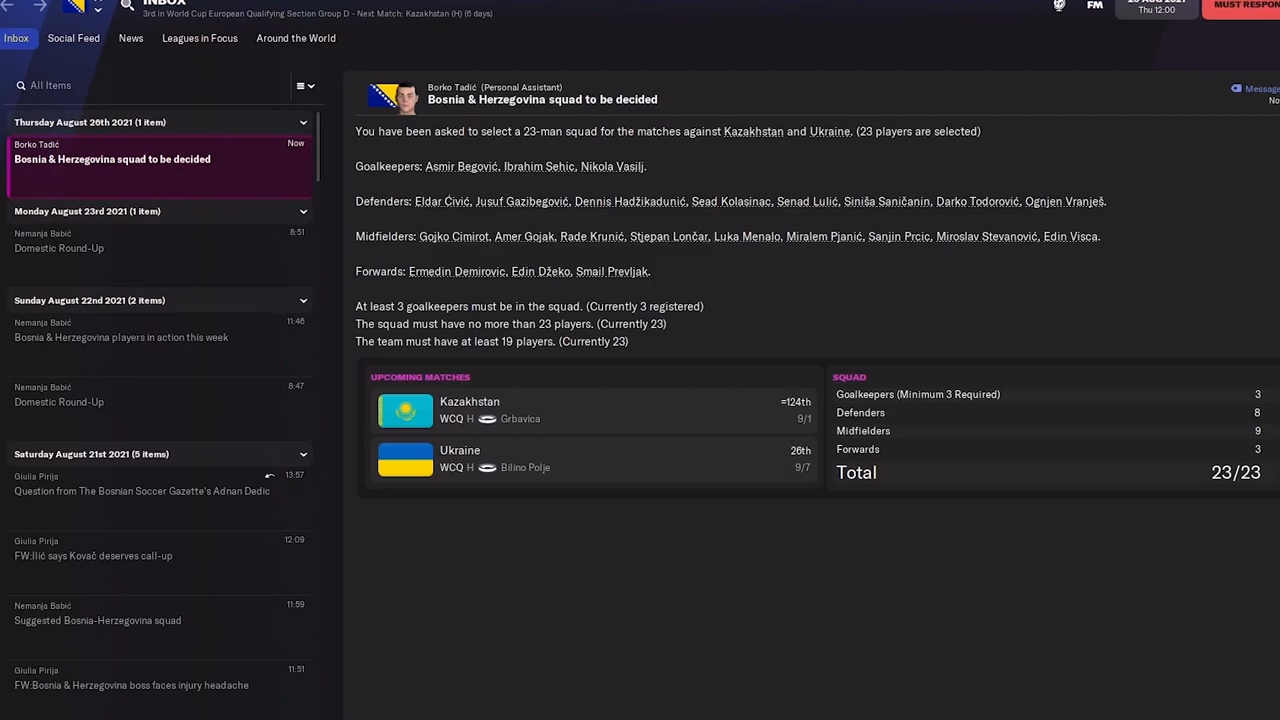 INBOX
3rd in World Cup European Qualifying Section Group D - Next Match: Kazakhstan (H) (6 days)
FM
Thu 12:00
MUST RESPON
Inbox
Social Feed
News
Leagues in Focus
Around the World
All Items
Thursday August 26th 2021 (1 item)
Borko Tadić
Now
Bosnia & Herzegovina squad to be decided
Monday August 23rd 2021 (1 item)
Nemanja Babić
8:51
Domestic Round-Up
Sunday August 22nd 2021 (2 items)
Nemanja Babić
11:46
Bosnia & Herzegovina players in action this week
Nemanja Babić
8:47
Domestic Round-Up
Saturday August 21st 2021 (5 items)
Giulia Pirija
13:57
Question from The Bosnian Soccer Gazette's Adnan Dedic
Giulia Pirija
12:09
FW:Ilić says Kovač deserves call-up
Nemanja Babić
11:59
Suggested Bosnia-Herzegovina squad
Giulia Pirija
11:51
FW:Bosnia & Herzegovina boss faces injury headache
Borko Tadić (Personal Assistant)
Bosnia & Herzegovina squad to be decided
Message
No
You have been asked to select a 23-man squad for the matches against Kazakhstan and Ukraine. (23 players are selected)
Goalkeepers: Asmir Begović, Ibrahim Sehic, Nikola Vasilj.
Defenders: Eldar Ćivić, Jusuf Gazibegović, Dennis Hadžikadunić, Sead Kolasinac, Senad Lulić, Siniša Saničanin, Darko Todorović, Ognjen Vranješ.
Midfielders: Gojko Cimirot, Amer Gojak, Rade Krunić, Stjepan Lončar, Luka Menalo, Miralem Pjanić, Sanjin Prcic, Miroslav Stevanović, Edin Visca.
Forwards: Ermedin Demirovic, Edin Džeko, Smail Prevljak.
At least 3 goalkeepers must be in the squad. (Currently 3 registered)
The squad must have no more than 23 players. (Currently 23)
The team must have at least 19 players. (Currently 23)
UPCOMING MATCHES
Kazakhstan
=124th
WCQ H Grbavica
9/1
Ukraine
26th
WCQ H Bilino Polje
9/7
SQUAD
Goalkeepers (Minimum 3 Required) 3
Defenders 8
Midfielders 9
Forwards 3
Total 23/23